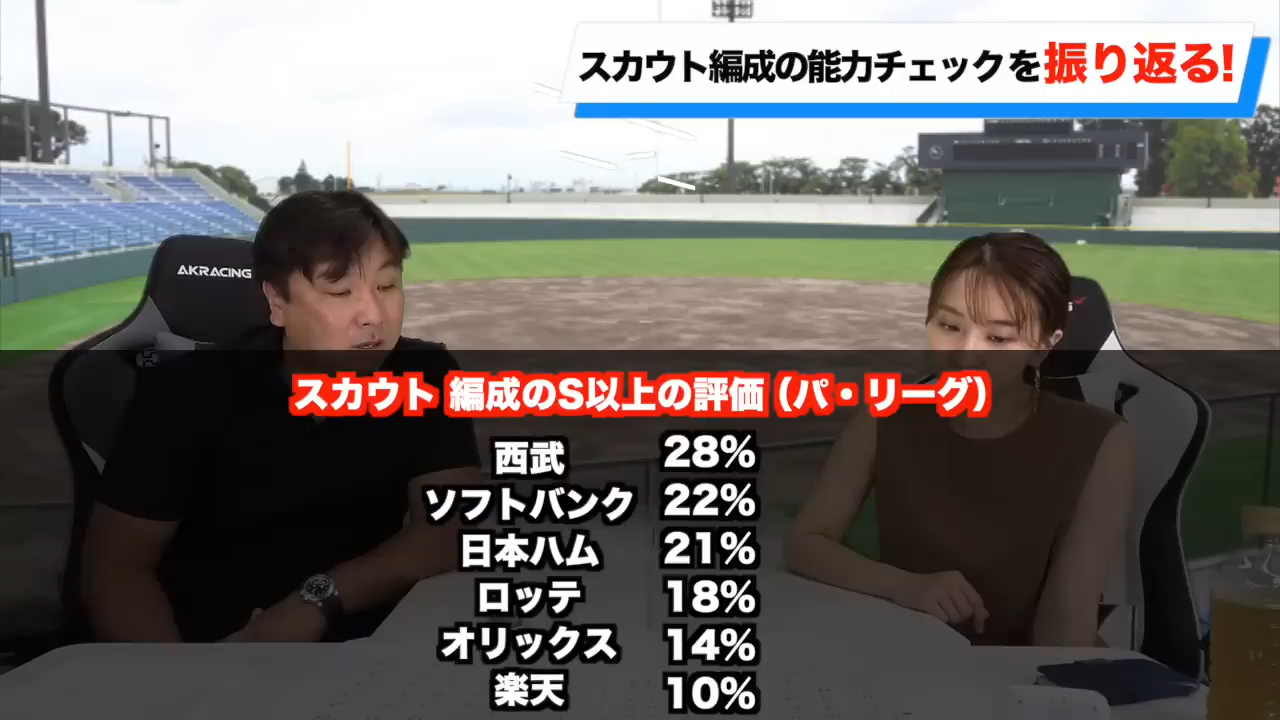 スカウト編成の能力チェックを振り返る!
AKRACING
スカウト 編成のS以上の評価（パ・リーグ）
西武 28%
ソフトバンク 22%
日本ハム 21%
ロッテ 18%
オリックス 14%
楽天 10%